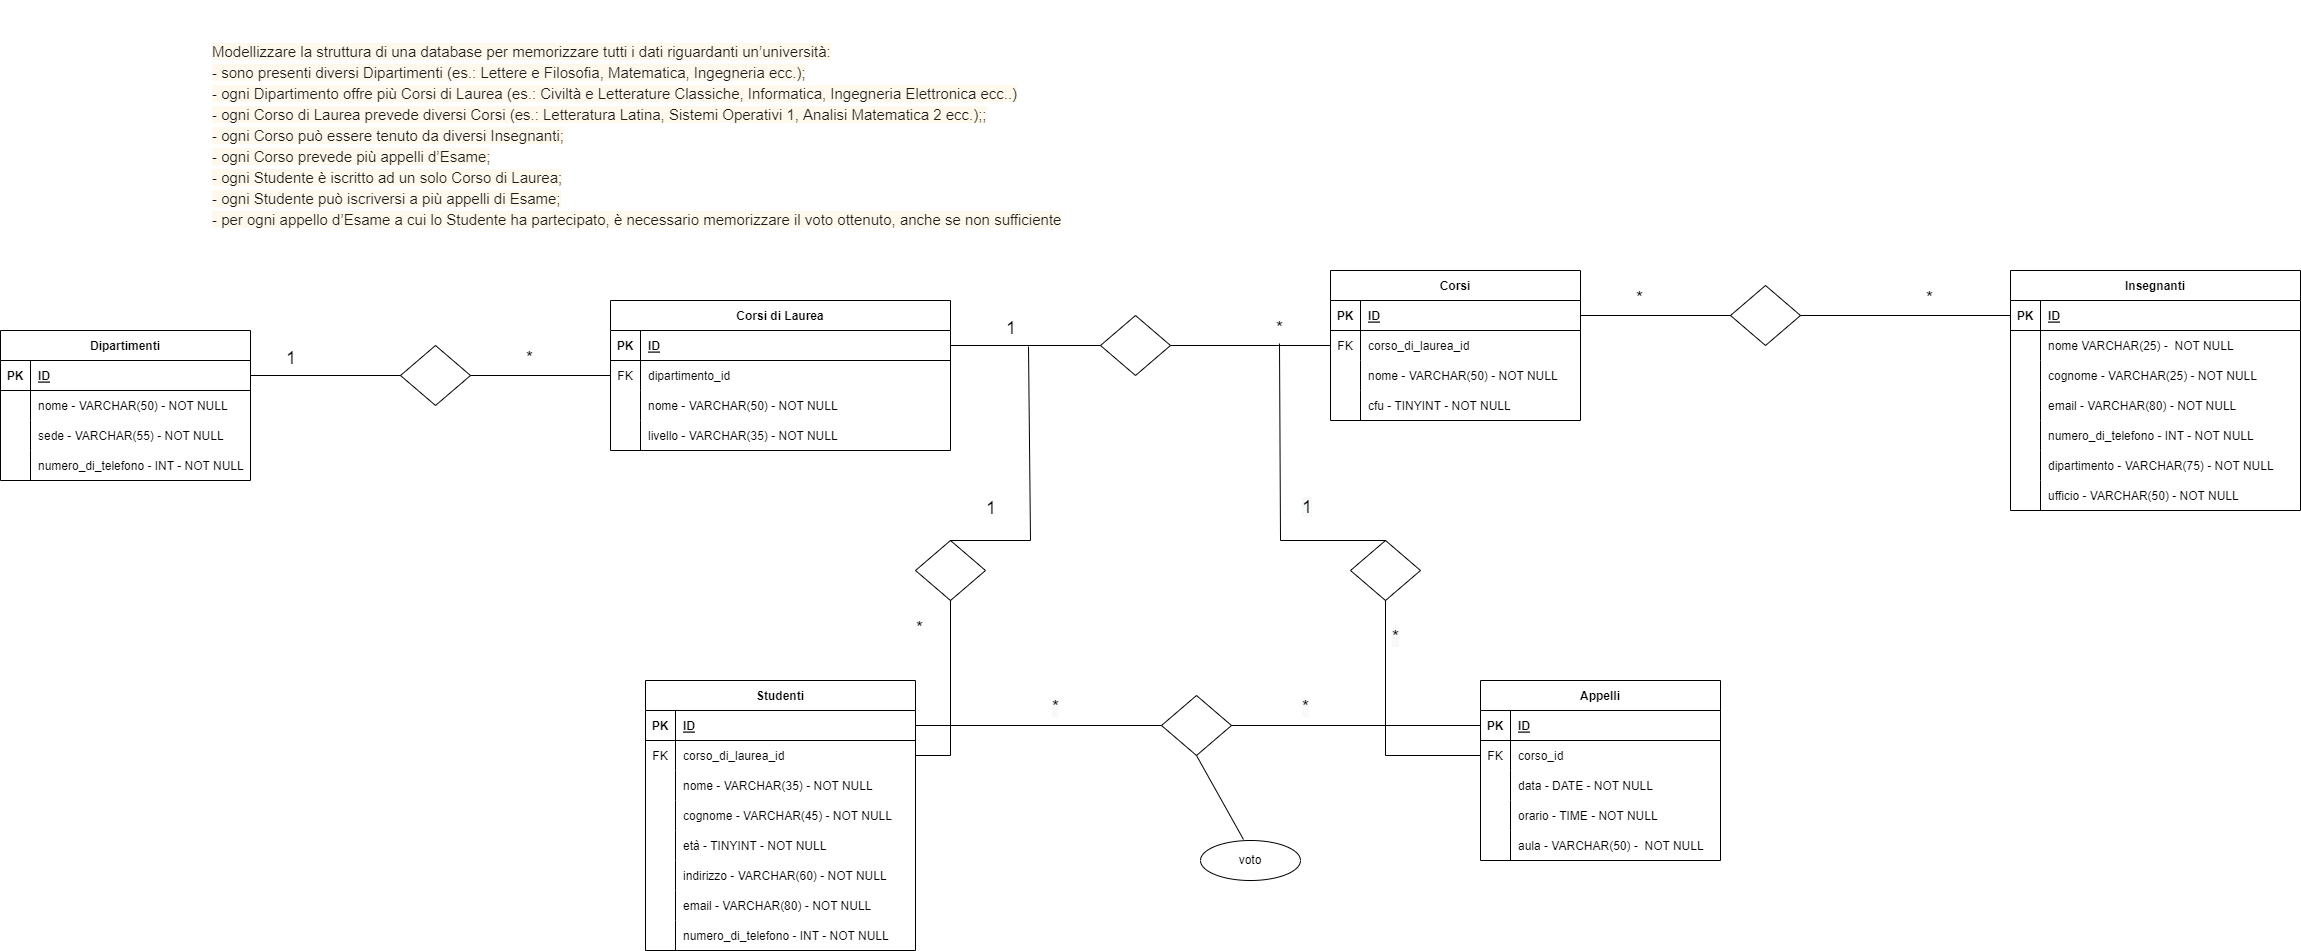 Modellizzare la struttura di una database per memorizzare tutti i dati riguardanti un’università:
- sono presenti diversi Dipartimenti (es.: Lettere e Filosofia, Matematica, Ingegneria ecc.);
- ogni Dipartimento offre più Corsi di Laurea (es.: Civiltà e Letterature Classiche, Informatica, Ingegneria Elettronica ecc..)
- ogni Corso di Laurea prevede diversi Corsi (es.: Letteratura Latina, Sistemi Operativi 1, Analisi Matematica 2 ecc.);;
- ogni Corso può essere tenuto da diversi Insegnanti;
- ogni Corso prevede più appelli d’Esame;
- ogni Studente è iscritto ad un solo Corso di Laurea;
- ogni Studente può iscriversi a più appelli di Esame;
- per ogni appello d’Esame a cui lo Studente ha partecipato, è necessario memorizzare il voto ottenuto, anche se non sufficiente
Dipartimenti
PK ID
nome - VARCHAR(50) - NOT NULL
sede - VARCHAR(55) - NOT NULL
numero_di_telefono - INT - NOT NULL
1
*
Corsi di Laurea
PK ID
FK dipartimento_id
nome - VARCHAR(50) - NOT NULL
livello - VARCHAR(35) - NOT NULL
1
*
Corsi
PK ID
FK corso_di_laurea_id
nome - VARCHAR(50) - NOT NULL
cfu - TINYINT - NOT NULL
*
*
Insegnanti
PK ID
nome VARCHAR(25) - NOT NULL
cognome - VARCHAR(25) - NOT NULL
email - VARCHAR(80) - NOT NULL
numero_di_telefono - INT - NOT NULL
dipartimento - VARCHAR(75) - NOT NULL
ufficio - VARCHAR(50) - NOT NULL
1
1
*
*
Studenti
PK ID
FK corso_di_laurea_id
nome - VARCHAR(35) - NOT NULL
cognome - VARCHAR(45) - NOT NULL
età - TINYINT - NOT NULL
indirizzo - VARCHAR(60) - NOT NULL
email - VARCHAR(80) - NOT NULL
numero_di_telefono - INT - NOT NULL
*
*
voto
Appelli
PK ID
FK corso_id
data - DATE - NOT NULL
orario - TIME - NOT NULL
aula - VARCHAR(50) - NOT NULL